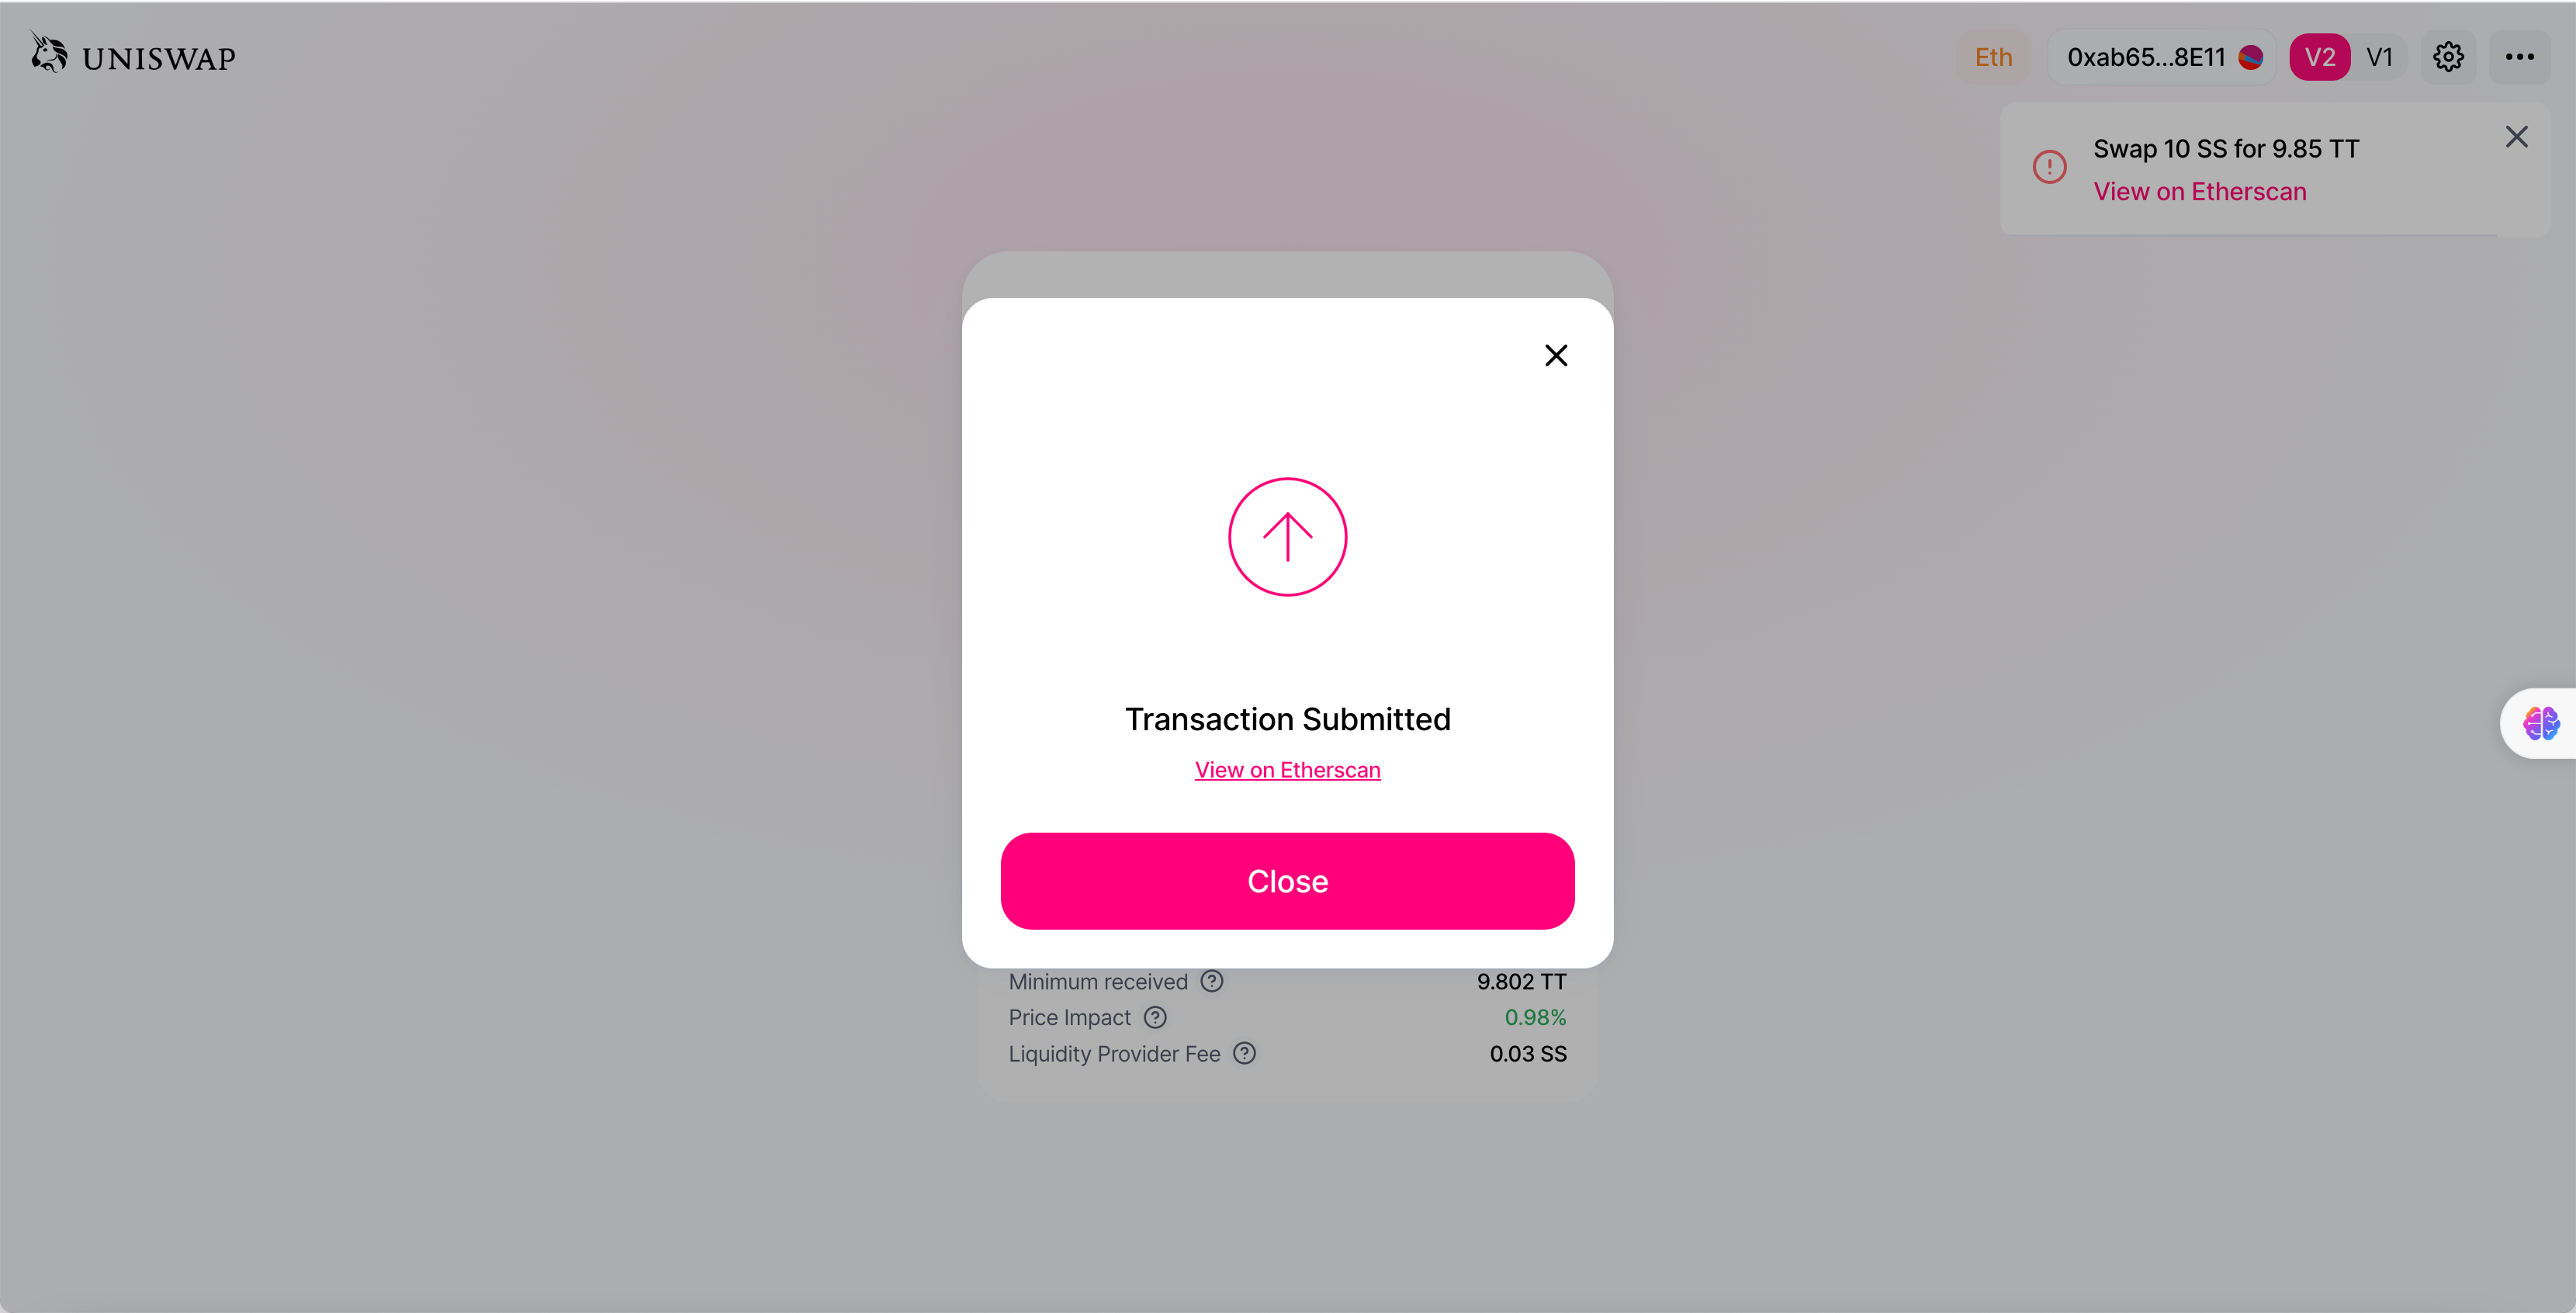 UNISWAP
Eth
0xab65...8E11
V2
V1
Swap 10 SS for 9.85 TT
View on Etherscan
Transaction Submitted
View on Etherscan
Close
Minimum received ? 9.802 TT
Price Impact ? 0.98%
Liquidity Provider Fee ? 0.03 SS